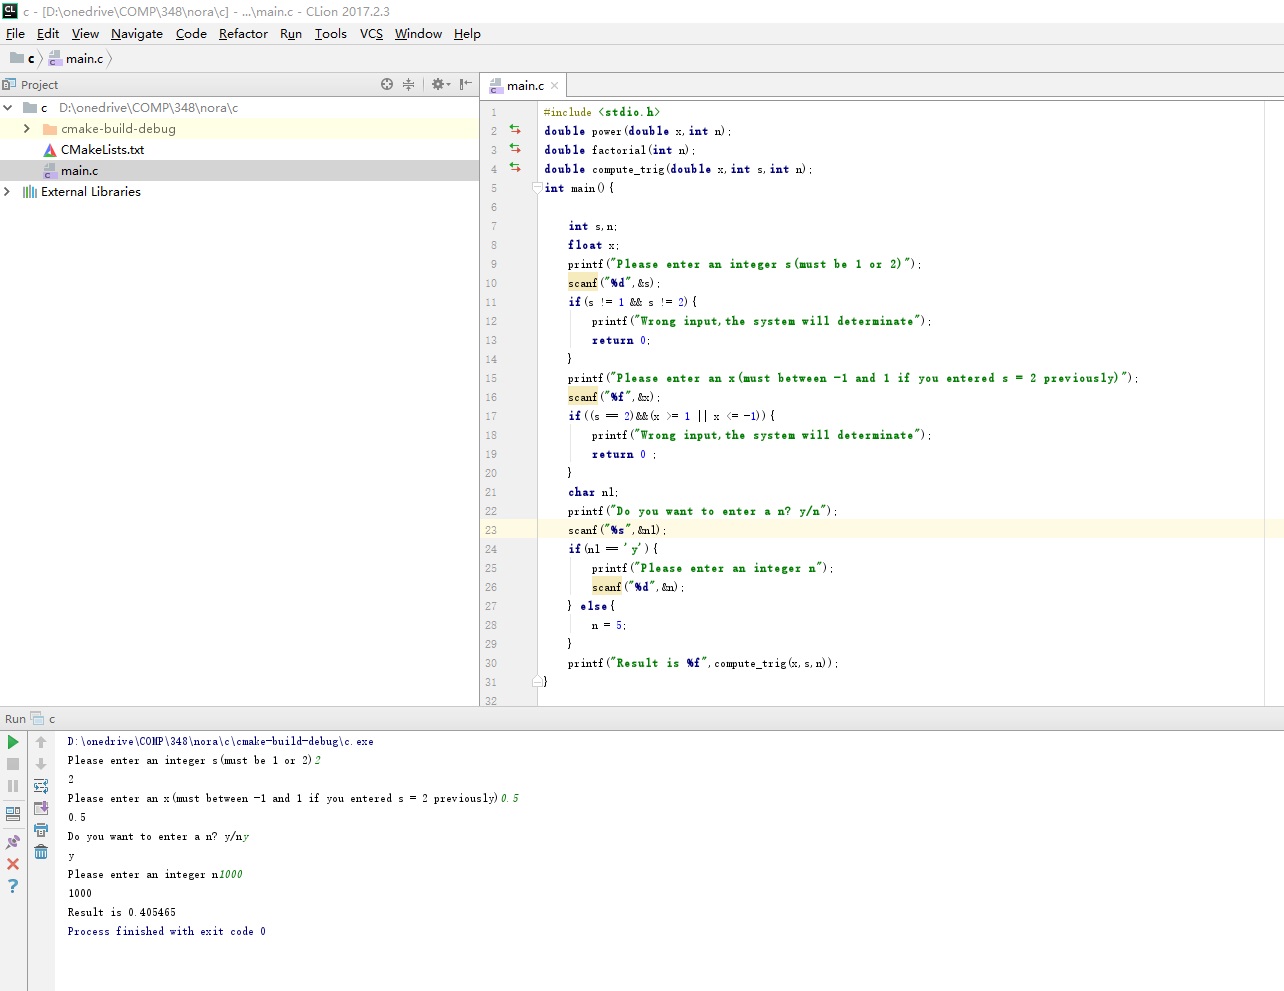 c - [D:\onedrive\COMP\348\nora\c] - ...\main.c - CLion 2017.2.3
File Edit View Navigate Code Refactor Run Tools VCS Window Help
c main.c
Project
c D:\onedrive\COMP\348\nora\c
cmake-build-debug
CMakeLists.txt
main.c
External Libraries
main.c
1 #include <stdio.h>
2 double power(double x,int n);
3 double factorial(int n);
4 double compute_trig(double x,int s,int n);
5 int main(){
6
7 int s,n;
8 float x;
9 printf("Please enter an integer s(must be 1 or 2)");
10 scanf("%d",&s);
11 if(s != 1 && s != 2){
12 printf("Wrong input,the system will determinate");
13 return 0;
14 }
15 printf("Please enter an x(must between -1 and 1 if you entered s = 2 previously)");
16 scanf("%f",&x);
17 if((s == 2)&&(x >= 1 || x <= -1)){
18 printf("Wrong input,the system will determinate");
19 return 0 ;
20 }
21 char nl;
22 printf("Do you want to enter a n? y/n");
23 scanf("%s",&nl);
24 if(nl == 'y'){
25 printf("Please enter an integer n");
26 scanf("%d",&n);
27 } else{
28 n = 5;
29 }
30 printf("Result is %f",compute_trig(x,s,n));
31 }
32
Run c
D:\onedrive\COMP\348\nora\c\cmake-build-debug\c.exe
Please enter an integer s(must be 1 or 2)2
2
Please enter an x(must between -1 and 1 if you entered s = 2 previously)0.5
0.5
Do you want to enter a n? y/ny
y
Please enter an integer n1000
1000
Result is 0.405465
Process finished with exit code 0